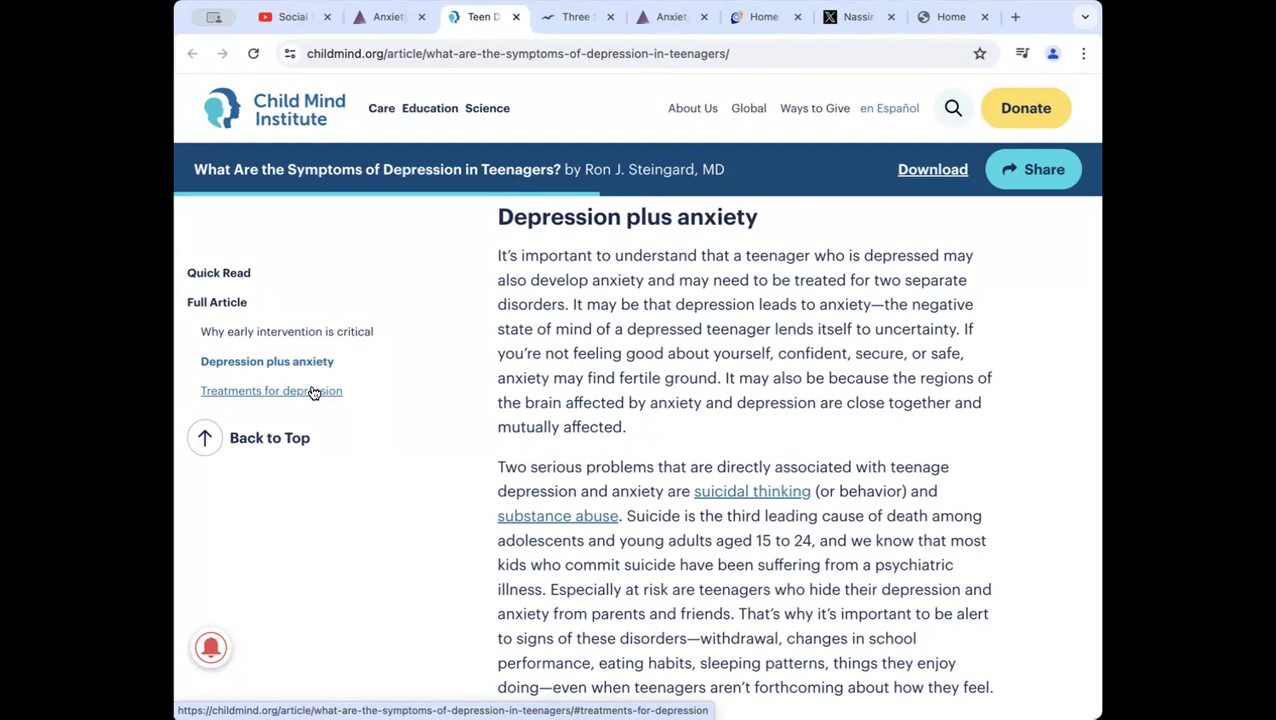 Social
Anxiety
Teen D
Three
Anxiet
Home
Nassir
Home
childmind.org/article/what-are-the-symptoms-of-depression-in-teenagers/
Child Mind
Institute
Care Education Science
About Us Global Ways to Give en Español
Donate
What Are the Symptoms of Depression in Teenagers? by Ron J. Steingard, MD
Download
Share
Quick Read
Full Article
Why early intervention is critical
Depression plus anxiety
Treatments for depression
Back to Top
Depression plus anxiety
It's important to understand that a teenager who is depressed may
also develop anxiety and may need to be treated for two separate
disorders. It may be that depression leads to anxiety—the negative
state of mind of a depressed teenager lends itself to uncertainty. If
you're not feeling good about yourself, confident, secure, or safe,
anxiety may find fertile ground. It may also be because the regions of
the brain affected by anxiety and depression are close together and
mutually affected.
Two serious problems that are directly associated with teenage
depression and anxiety are suicidal thinking (or behavior) and
substance abuse. Suicide is the third leading cause of death among
adolescents and young adults aged 15 to 24, and we know that most
kids who commit suicide have been suffering from a psychiatric
illness. Especially at risk are teenagers who hide their depression and
anxiety from parents and friends. That's why it's important to be alert
to signs of these disorders—withdrawal, changes in school
performance, eating habits, sleeping patterns, things they enjoy
doing—even when teenagers aren't forthcoming about how they feel.
https://childmind.org/article/what-are-the-symptoms-of-depression-in-teenagers/#treatments-for-depression